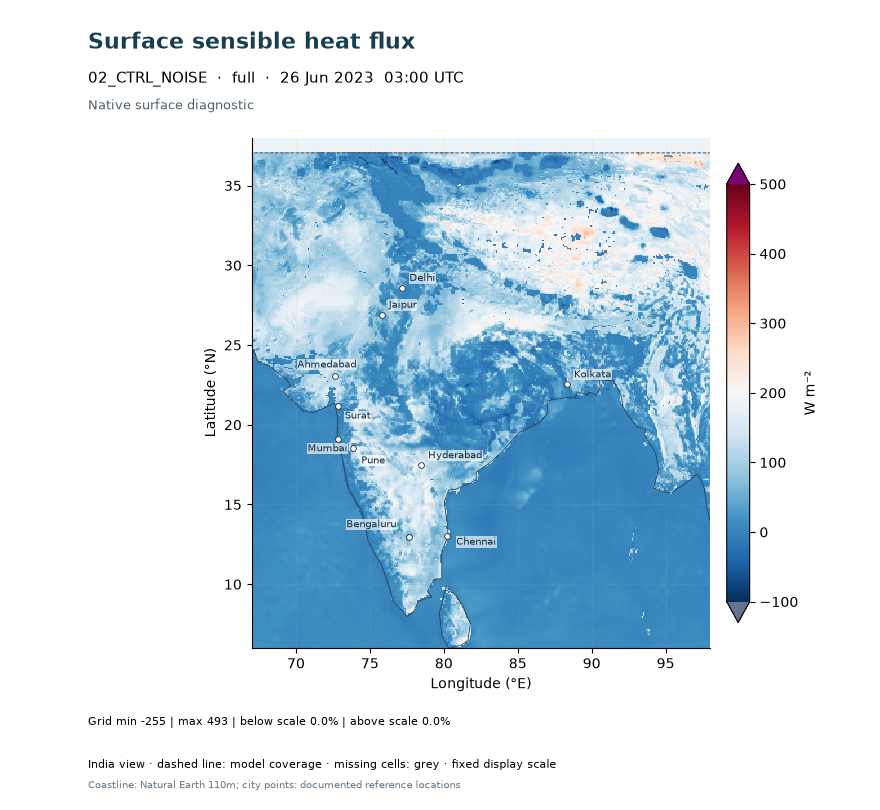 Surface sensible heat flux
02_CTRL_NOISE · full · 26 Jun 2023 03:00 UTC
Native surface diagnostic
35
30
25
20
15
10
70
75
80
85
90
95
Latitude (°N)
Longitude (°E)
Delhi
Jaipur
Ahmedabad
Kolkata
Surat
Mumbai
Pune
Hyderabad
Bengaluru
Chennai
500
400
300
200
100
0
−100
W m⁻²
Grid min -255 | max 493 | below scale 0.0% | above scale 0.0%
India view · dashed line: model coverage · missing cells: grey · fixed display scale
Coastline: Natural Earth 110m; city points: documented reference locations